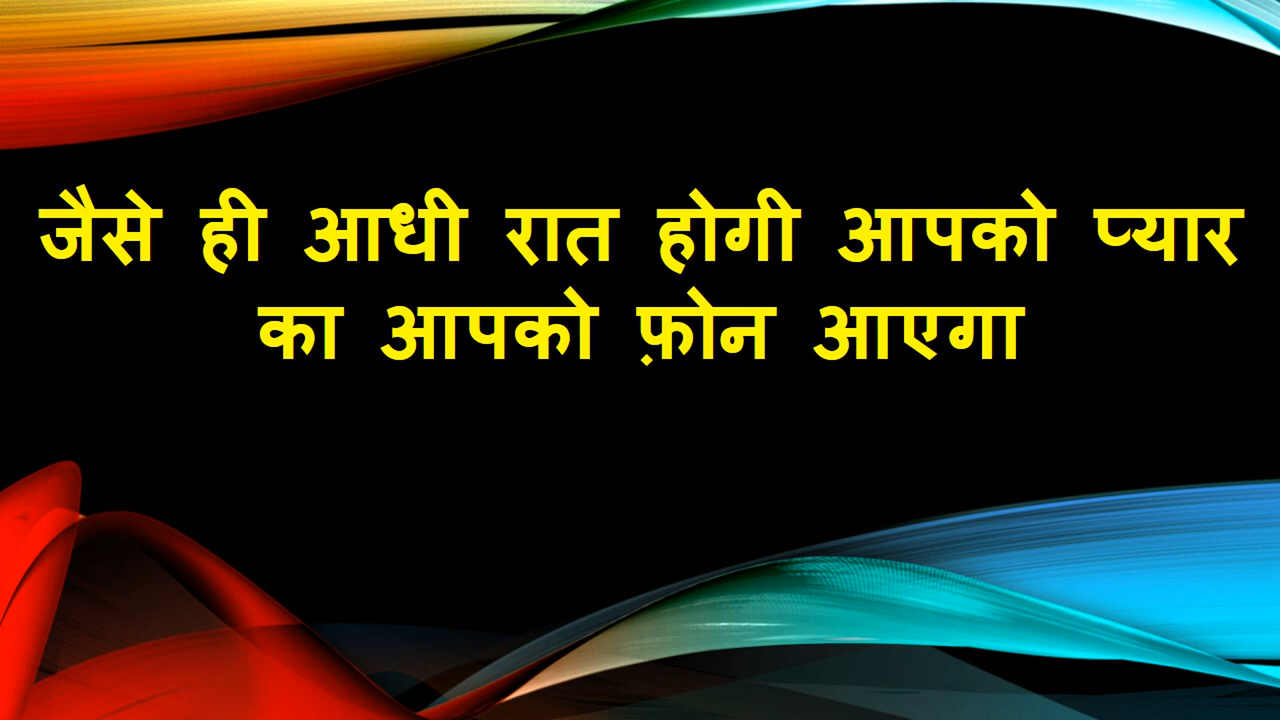 जैसे ही आधी रात होगी आपको प्यार
का आपको फ़ोन आएगा